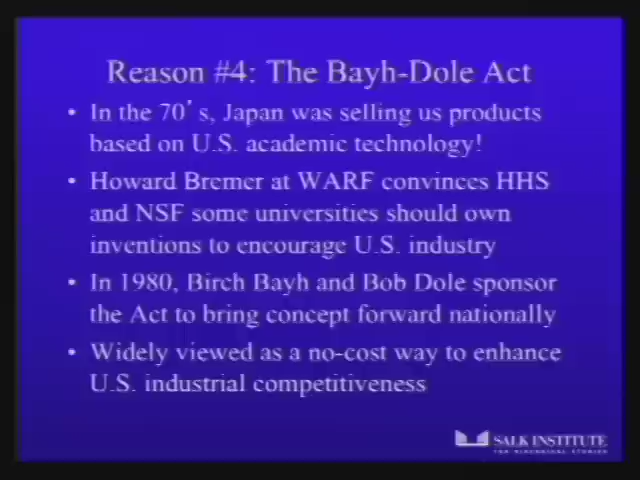 Reason #4: The Bayh-Dole Act
• In the 70's, Japan was selling us products
based on U.S. academic technology!
• Howard Bremer at WARF convinces HHS
and NSF some universities should own
inventions to encourage U.S. industry
• In 1980, Birch Bayh and Bob Dole sponsor
the Act to bring concept forward nationally
• Widely viewed as a no-cost way to enhance
U.S. industrial competitiveness
SALK INSTITUTE
FOR BIOLOGICAL STUDIES